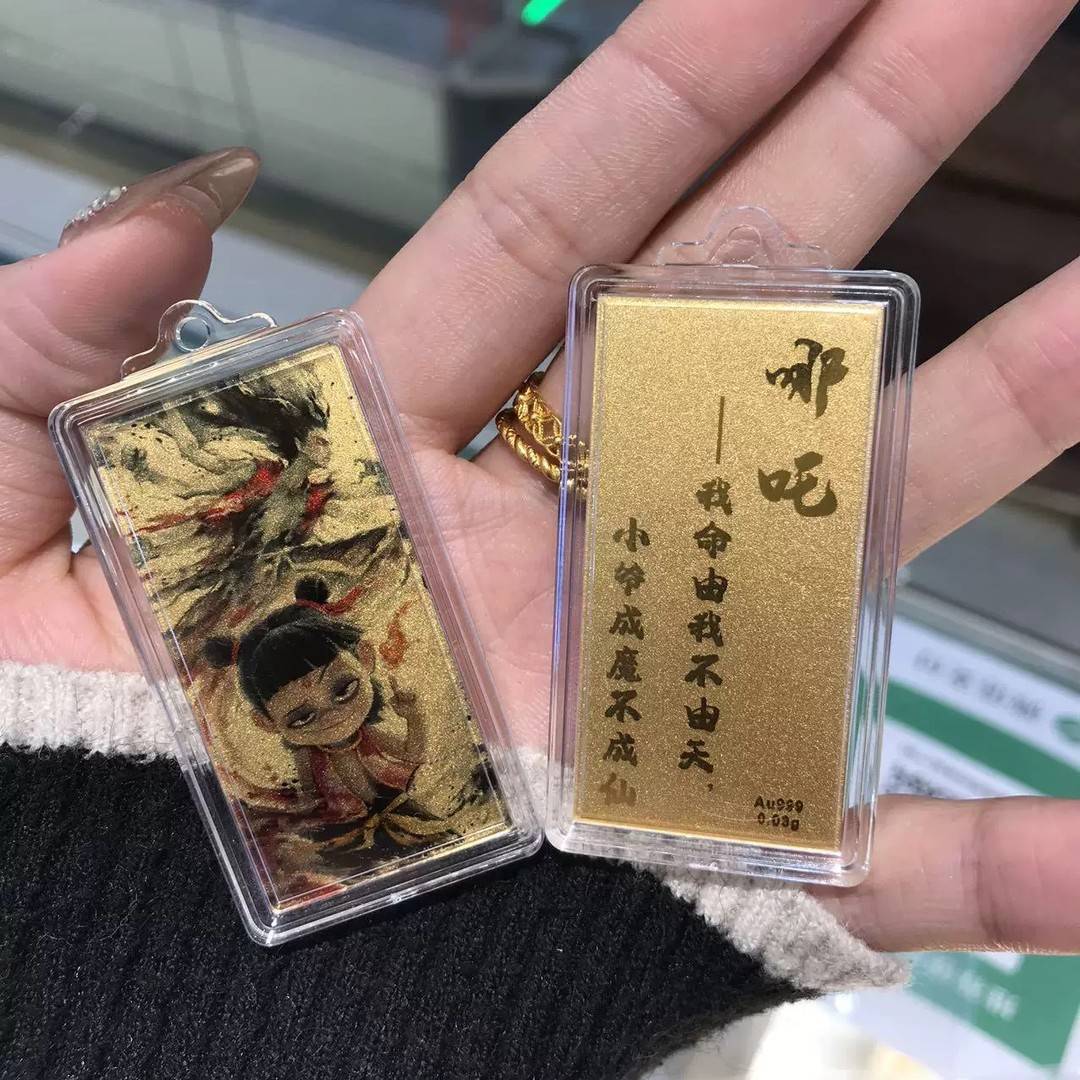 哪吒
——我命由我不由天，
小爷成魔不成仙
Au999
0.03g